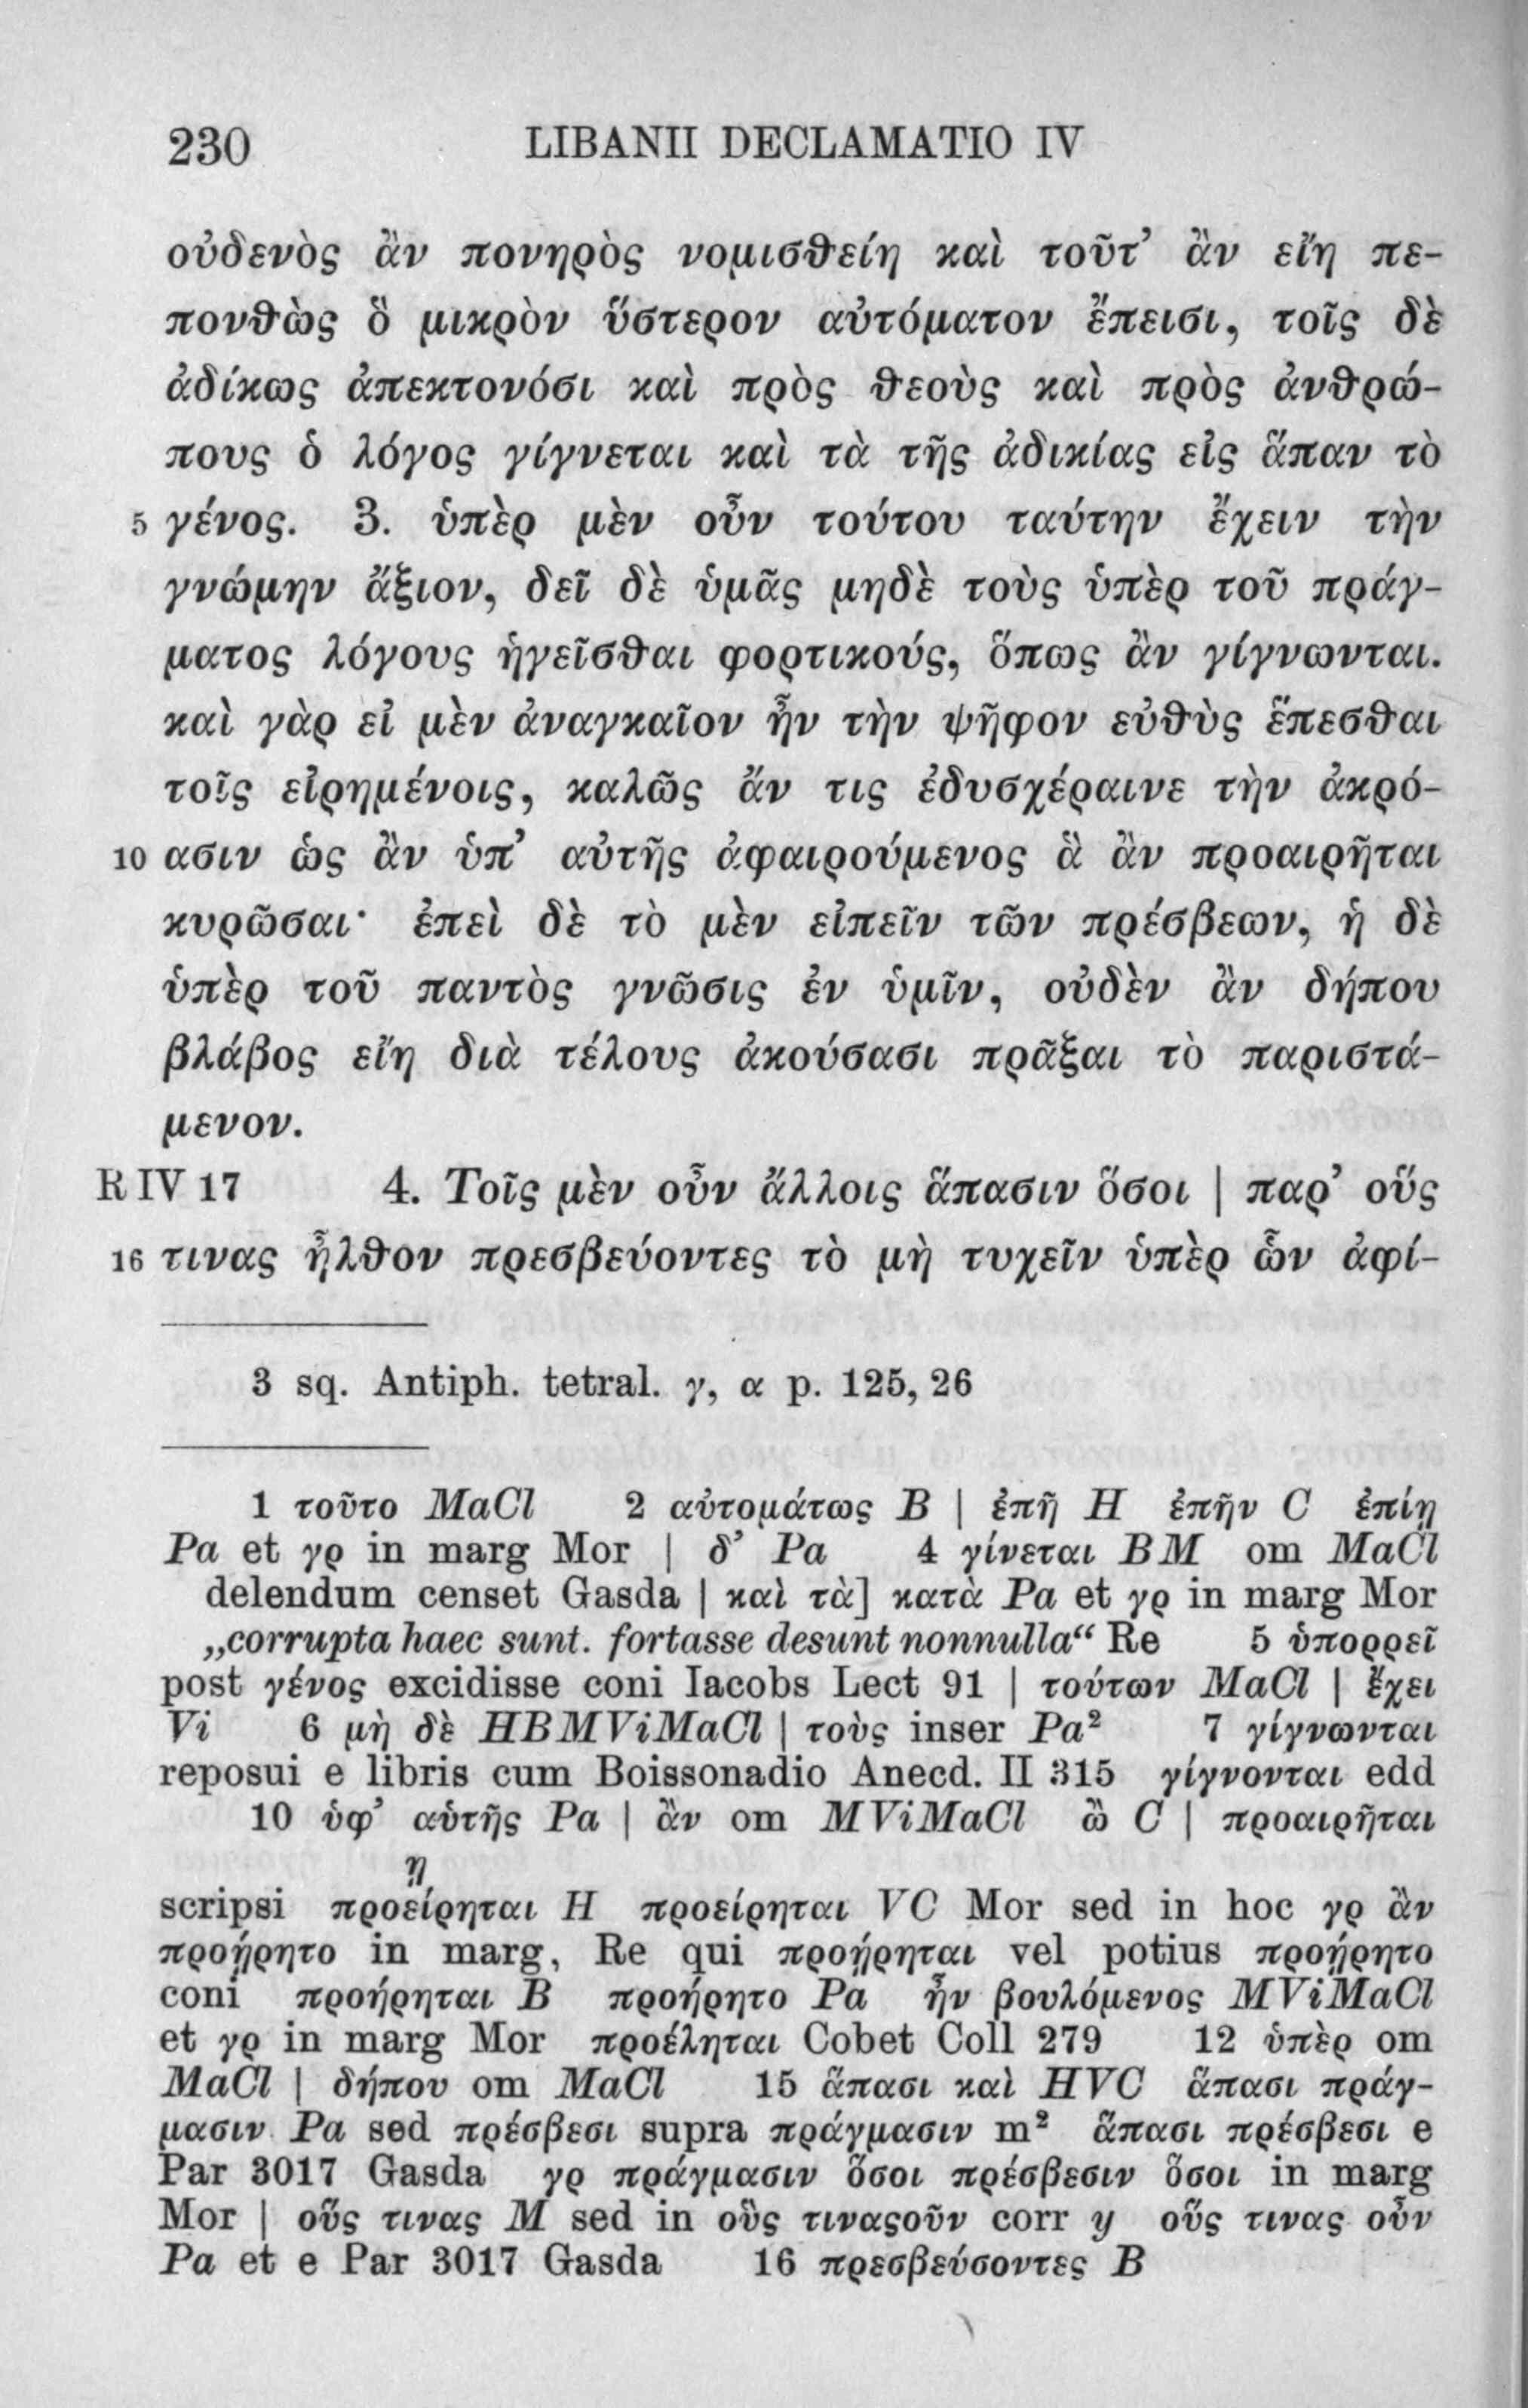 230 LIBANII DECLAMATIO IV
οὐδενὸς ἂν πονηρὸς νομισθείη καὶ τοῦτ’ ἂν εἴη πε-
πονθὼς ὃ μικρὸν ὕστερον αὐτόματον ἔπεισι, τοῖς δὲ
ἀδίκως ἀπεκτονόσι καὶ πρὸς θεοὺς καὶ πρὸς ἀνθρώ-
πους ὁ λόγος γίγνεται καὶ τὰ τῆς ἀδικίας εἰς ἅπαν τὸ
5 γένος. 3. ὑπὲρ μὲν οὖν τούτου ταύτην ἔχειν τὴν
γνώμην ἄξιον, δεῖ δὲ ὑμᾶς μηδὲ τοὺς ὑπὲρ τοῦ πράγ-
ματος λόγους ἡγεῖσθαι φορτικούς, ὅπως ἂν γίγνωνται.
καὶ γὰρ εἰ μὲν ἀναγκαῖον ἦν τὴν ψῆφον εὐθὺς ἕπεσθαι
τοῖς εἰρημένοις, καλῶς ἄν τις ἐδυσχέραινε τὴν ἀκρό-
10 ασιν ὡς ἂν ὑπ’ αὐτῆς ἀφαιρούμενος ἃ ἂν προαιρῆται
κυρῶσαι· ἐπεὶ δὲ τὸ μὲν εἰπεῖν τῶν πρέσβεων, ἡ δὲ
ὑπὲρ τοῦ παντὸς γνῶσις ἐν ὑμῖν, οὐδὲν ἂν δήπου
βλάβος εἴη διὰ τέλους ἀκούσασι πρᾶξαι τὸ παριστά-
μενον.
R IV 17 4. Τοῖς μὲν οὖν ἄλλοις ἅπασιν ὅσοι | παρ’ οὕς
16 τινας ἦλθον πρεσβεύοντες τὸ μὴ τυχεῖν ὑπὲρ ὧν ἀφί-
3 sq. Antiph. tetral. γ, α p. 125, 26
1 τοῦτο MaCl 2 αὐτομάτως B | ἐπῆ H ἐπῆν C ἐπίῃ
Pa et γρ in marg Mor | δ’ Pa 4 γίνεται BM om MaCl
delendum censet Gasda | καὶ τὰ] κατὰ Pa et γρ in marg Mor
„corrupta haec sunt. fortasse desunt nonnulla“ Re 5 ὑπορρεῖ
post γένος excidisse coni Iacobs Lect 91 | τούτων MaCl | ἔχει
Vi 6 μὴ δὲ HBMViMaCl | τοὺς inser Pa² 7 γίγνωνται
reposui e libris cum Boissonadio Anecd. II 315 γίγνονται edd
10 ὑφ’ αὑτῆς Pa | ἂν om MViMaCl ὢ C | προαιρῆται
ῃ
scripsi προείρηται H προείρηται VC Mor sed in hoc γρ ἂν
προῄρητο in marg, Re qui προῄρηται vel potius προῄρητο
coni προήρηται B προήρητο Pa ἦν βουλόμενος MViMaCl
et γρ in marg Mor προέληται Cobet Coll 279 12 ὑπὲρ om
MaCl | δήπου om MaCl 15 ἅπασι καὶ HVC ἅπασι πράγ-
μασιν Pa sed πρέσβεσι supra πράγμασιν m² ἅπασι πρέσβεσι e
Par 3017 Gasda γρ πράγμασιν ὅσοι πρέσβεσιν ὅσοι in marg
Mor | οὕς τινας M sed in οὓς τιναςοῦν corr y οὕς τινας οὖν
Pa et e Par 3017 Gasda 16 πρεσβεύσοντες B